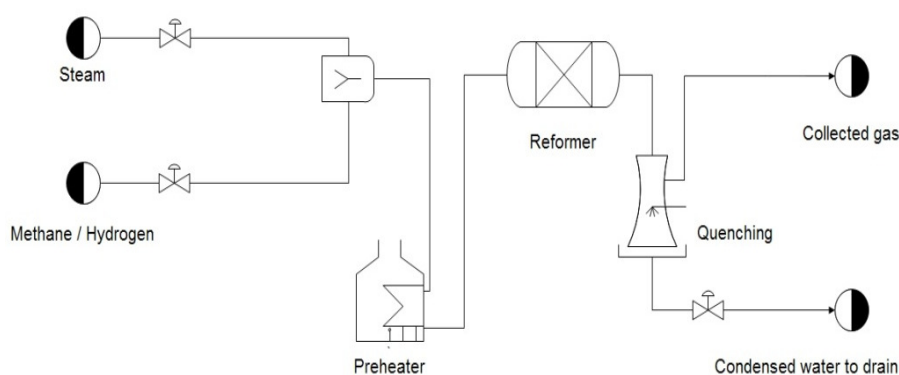 Steam
Reformer
Collected gas
Methane / Hydrogen
Quenching
Preheater
Condensed water to drain